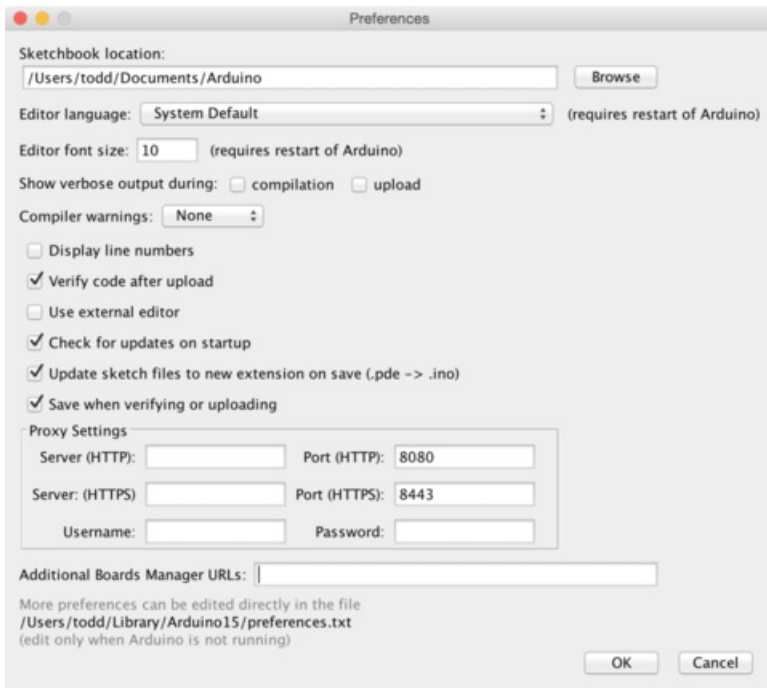 Preferences
Sketchbook location:
/Users/todd/Documents/Arduino Browse
Editor language: System Default (requires restart of Arduino)
Editor font size: 10 (requires restart of Arduino)
Show verbose output during: compilation upload
Compiler warnings: None
Display line numbers
Verify code after upload
Use external editor
Check for updates on startup
Update sketch files to new extension on save (.pde -> .ino)
Save when verifying or uploading
Proxy Settings
Server (HTTP): Port (HTTP): 8080
Server: (HTTPS) Port (HTTPS): 8443
Username: Password:
Additional Boards Manager URLs:
More preferences can be edited directly in the file
/Users/todd/Library/Arduino15/preferences.txt
(edit only when Arduino is not running)
OK Cancel